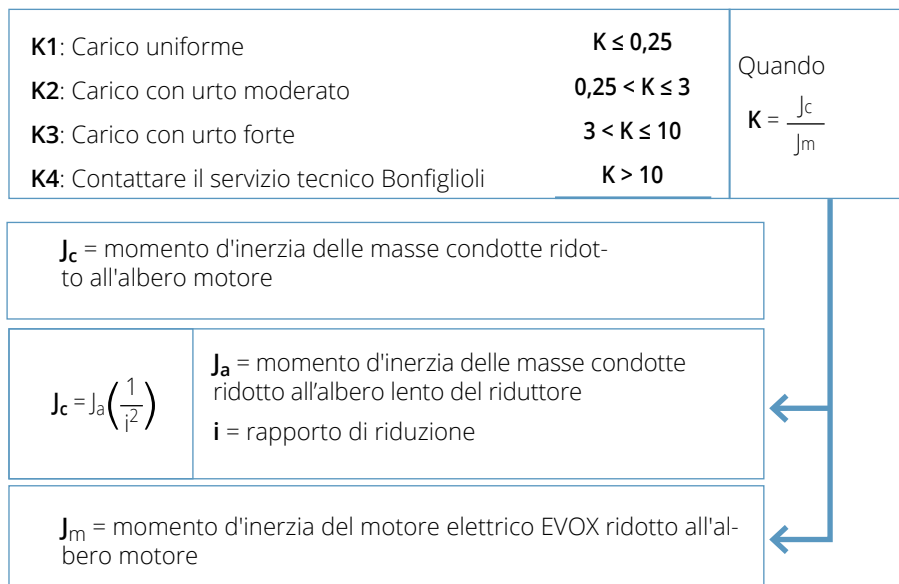 K1: Carico uniforme K ≤ 0,25
K2: Carico con urto moderato 0,25 < K ≤ 3
K3: Carico con urto forte 3 < K ≤ 10
K4: Contattare il servizio tecnico Bonfiglioli K > 10
Quando
K = Jc / Jm
Jc = momento d'inerzia delle masse condotte ridot-
to all'albero motore
Jc = Ja(1/i²)
Ja = momento d'inerzia delle masse condotte
ridotto all’albero lento del riduttore
i = rapporto di riduzione
Jm = momento d'inerzia del motore elettrico EVOX ridotto all'al-
bero motore